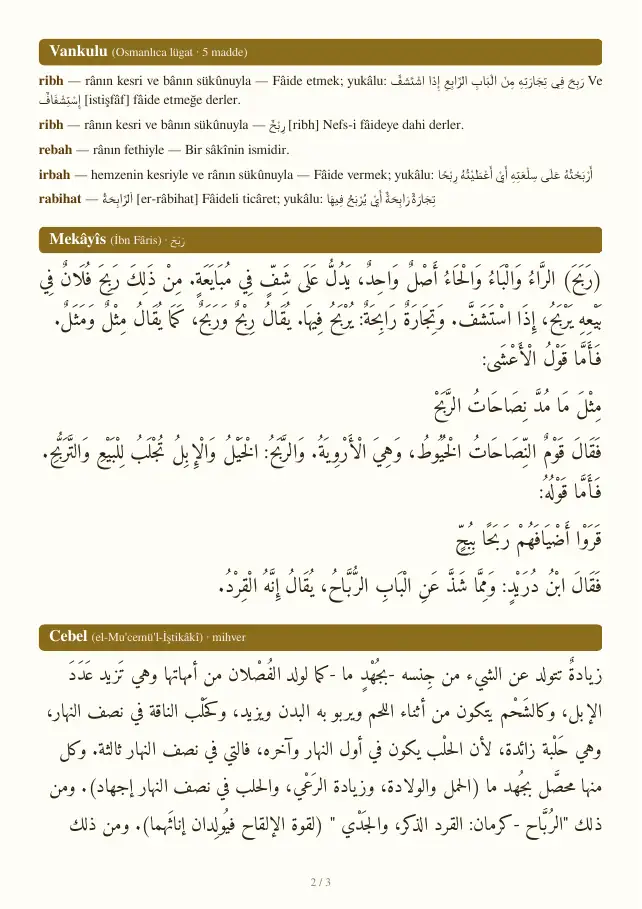 Vankulu (Osmanlıca lügat · 5 madde)
ribh — rânın kesri ve bânın sükûnuyla — Fâide etmek; yukâlu: رَبِحَ فِى تِجَارَتِهِ مِنَ الْبَابِ الرَّابِعِ إِذَا اسْتَشَفَّ Ve
إِسْتِشْفَافٌ [istişfâf] fâide etmeğe derler.
ribh — rânın kesri ve bânın sükûnuyla — رِبْحٌ [ribh] Nefs-i fâideye dahi derler.
rebah — rânın fethiyle — Bir sâkînin ismidir.
irbah — hemzenin kesriyle ve rânın sükûnuyla — Fâide vermek; yukâlu: أَرْبَحْتُهُ عَلَى سِلْعَتِهِ أَيْ أَعْطَيْتُهُ رِبْحًا
rabihat — اَلرَّابِحَةُ [er-râbihat] Fâideli ticâret; yukâlu: تِجَارَةٌ رَابِحَةٌ أَيْ يُرْبَحُ فِيهَا
Mekâyîs (İbn Fâris) · رَبَحَ
(رَبَحَ) الرَّاءُ وَالْبَاءُ وَالْحَاءُ أَصْلٌ وَاحِدٌ، يَدُلُّ عَلَى شَفٍّ فِي مُبَايَعَةٍ. مِنْ ذَلِكَ رَبِحَ فُلَانٌ فِي
بَيْعِهِ يَرْبَحُ، إِذَا اسْتَشَفَّ. وَتِجَارَةٌ رَابِحَةٌ: يُرْبَحُ فِيهَا. يُقَالُ رِبْحٌ وَرَبَحٌ، كَمَا يُقَالُ مِثْلٌ وَمَثَلٌ.
فَأَمَّا قَوْلُ الْأَعْشَى:
مِثْلَ مَا مُدَّ نِصَاحَاتُ الرَّبَحْ
فَقَالَ قَوْمٌ النِّصَاحَاتُ الْخُيُوطُ، وَهِيَ الْأَرْوِيَةُ. وَالرَّبَحُ: الْخَيْلُ وَالْإِبِلُ تُجْلَبُ لِلْبَيْعِ وَالتَّرَبُّحِ.
فَأَمَّا قَوْلُهُ:
قَرَوْا أَضْيَافَهُمْ رَبَحًا بِبُحٍّ
فَقَالَ ابْنُ دُرَيْدٍ: وَمِمَّا شَذَّ عَنِ الْبَابِ الرُّبَّاحُ، يُقَالُ إِنَّهُ الْقِرْدُ.
Cebel (el-Mu'cemü'l-İştikâkî) · mihver
زيادةٌ تتولد عن الشيء من جِنسه -بجُهْدٍ ما -كما لولد الفُصْلان من أمهاتها وهي تَزيد عَدَدَ
الإبل، وكالشَحْم يتكون من أثناء اللحم ويربو به البدن ويزيد، وكحَلْب الناقة في نصف النهار،
وهي حَلْبة زائدة، لأن الحلْب يكون في أول النهار وآخره، فالتي في نصف النهار ثالثة. وكل
منها محصَّل بجُهد ما (الحمل والولادة، وزيادة الرَعْي، والحلب في نصف النهار إجهاد). ومن
ذلك "الرُبَّاح -كرمان: القرد الذكر، والجَدْي " (لقوة الإلقاح فيُولِدان إناثَهما). ومن ذلك
2 / 3